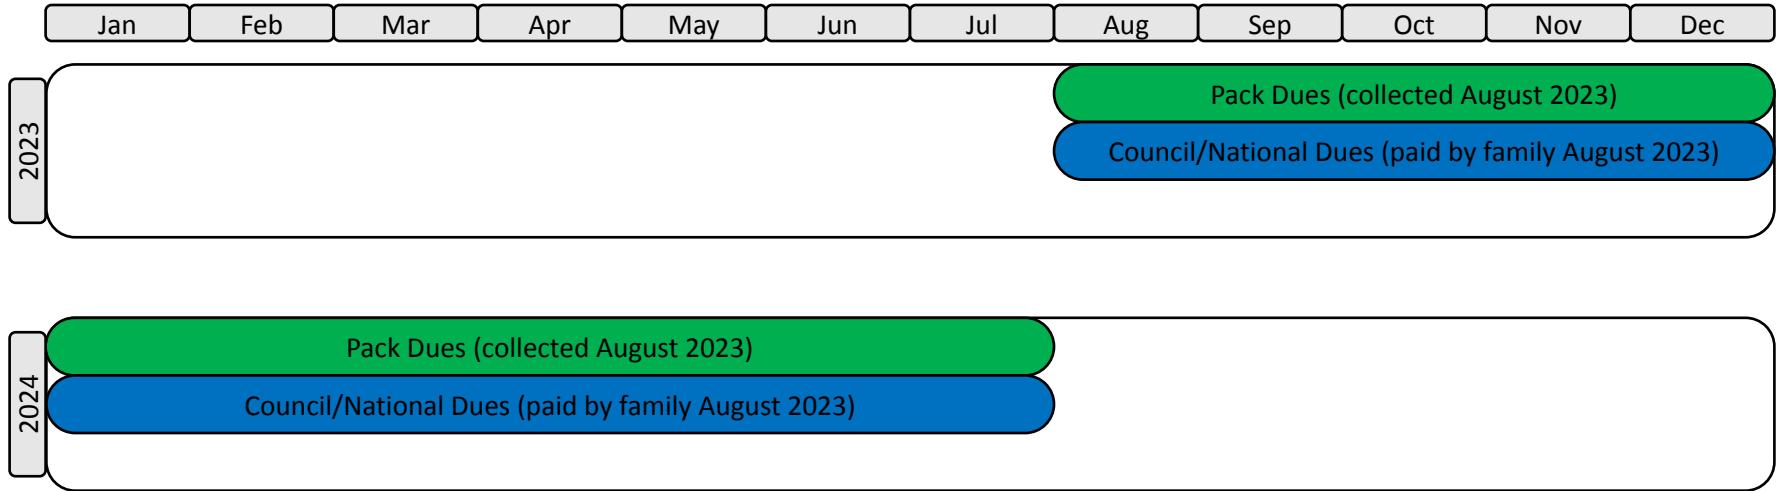 Jan Feb Mar Apr May Jun Jul Aug Sep Oct Nov Dec
2023
Pack Dues (collected August 2023)
Council/National Dues (paid by family August 2023)
2024
Pack Dues (collected August 2023)
Council/National Dues (paid by family August 2023)